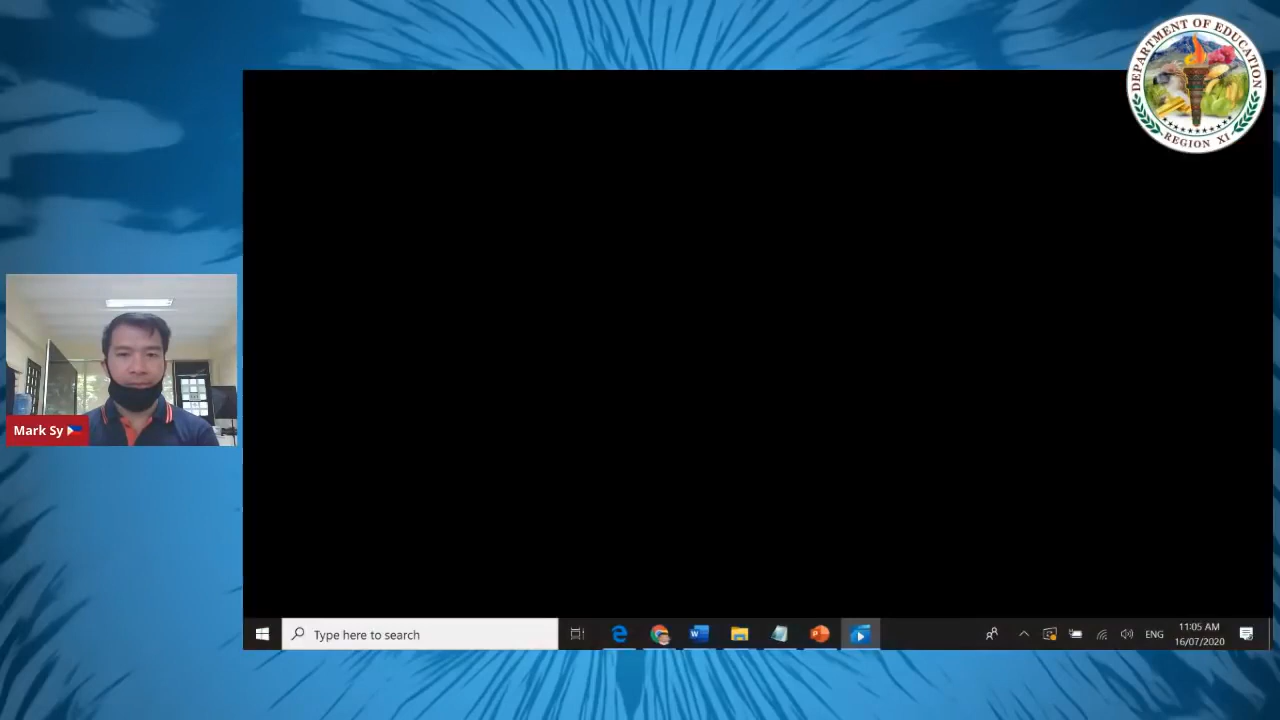 DEPARTMENT OF EDUCATION
REGION XI
Mark Sy
Type here to search
ENG
11:05 AM
16/07/2020